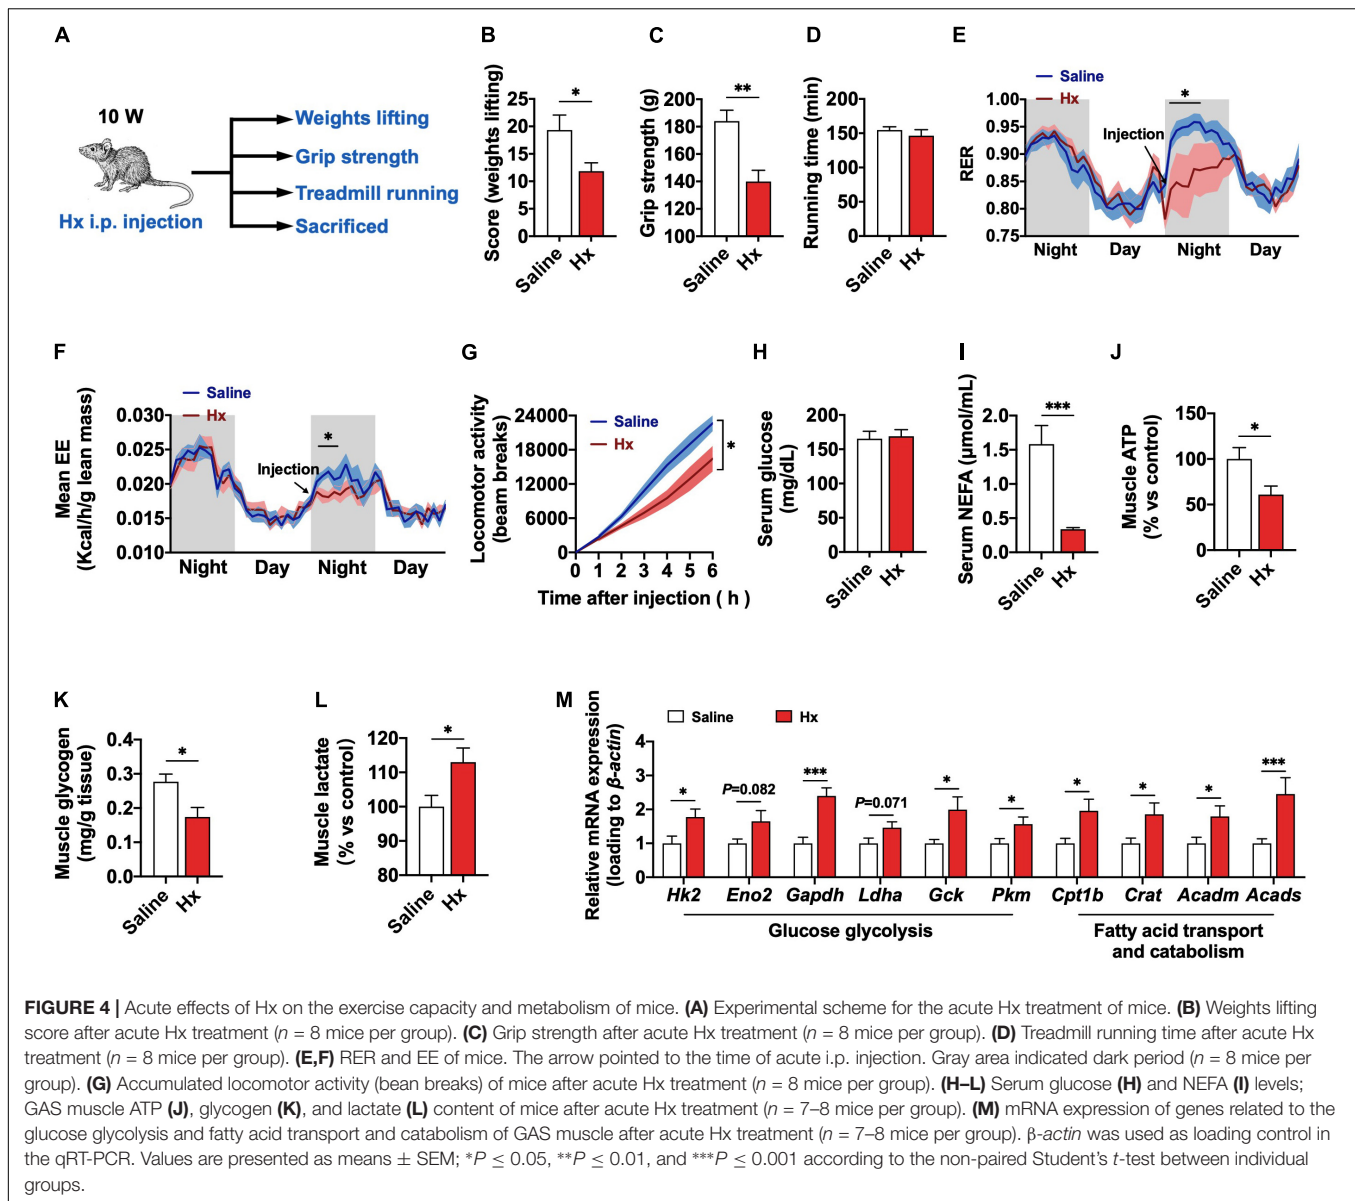 A
10 W
Hx i.p. injection
Weights lifting
Grip strength
Treadmill running
Sacrificed
B
Score (weights lifting)
25
20
15
10
5
0
*
Saline
Hx
C
Grip strength (g)
200
180
160
140
120
100
**
Saline
Hx
D
Running time (min)
200
150
100
50
0
Saline
Hx
E
Saline
Hx
RER
1.00
0.95
0.90
0.85
0.80
0.75
Injection
*
Night
Day
Night
Day
F
Saline
Hx
Mean EE
(Kcal/h/g lean mass)
0.030
0.025
0.020
0.015
0.010
Injection
*
Night
Day
Night
Day
G
Locomotor activity
(beam breaks)
24000
18000
12000
6000
0
Saline
Hx
*
0 1 2 3 4 5 6
Time after injection ( h )
H
Serum glucose
(mg/dL)
200
150
100
50
0
Saline
Hx
I
Serum NEFA (μmol/mL)
2.0
1.5
1.0
0.5
0.0
***
Saline
Hx
J
Muscle ATP
(% vs control)
150
100
50
0
*
Saline
Hx
K
Muscle glycogen
(mg/g tissue)
0.4
0.3
0.2
0.1
0.0
*
Saline
Hx
L
Muscle lactate
(% vs control)
120
110
100
90
80
*
Saline
Hx
M
Saline
Hx
Relative mRNA expression
(loading to β-actin)
4
3
2
1
0
* P=0.082 *** P=0.071 * * * * * ***
Hk2 Eno2 Gapdh Ldha Gck Pkm Cpt1b Crat Acadm Acads
Glucose glycolysis
Fatty acid transport
and catabolism
FIGURE 4 | Acute effects of Hx on the exercise capacity and metabolism of mice. (A) Experimental scheme for the acute Hx treatment of mice. (B) Weights lifting
score after acute Hx treatment (n = 8 mice per group). (C) Grip strength after acute Hx treatment (n = 8 mice per group). (D) Treadmill running time after acute Hx
treatment (n = 8 mice per group). (E,F) RER and EE of mice. The arrow pointed to the time of acute i.p. injection. Gray area indicated dark period (n = 8 mice per
group). (G) Accumulated locomotor activity (bean breaks) of mice after acute Hx treatment (n = 8 mice per group). (H–L) Serum glucose (H) and NEFA (I) levels;
GAS muscle ATP (J), glycogen (K), and lactate (L) content of mice after acute Hx treatment (n = 7–8 mice per group). (M) mRNA expression of genes related to the
glucose glycolysis and fatty acid transport and catabolism of GAS muscle after acute Hx treatment (n = 7–8 mice per group). β-actin was used as loading control in
the qRT-PCR. Values are presented as means ± SEM; *P ≤ 0.05, **P ≤ 0.01, and ***P ≤ 0.001 according to the non-paired Student's t-test between individual
groups.